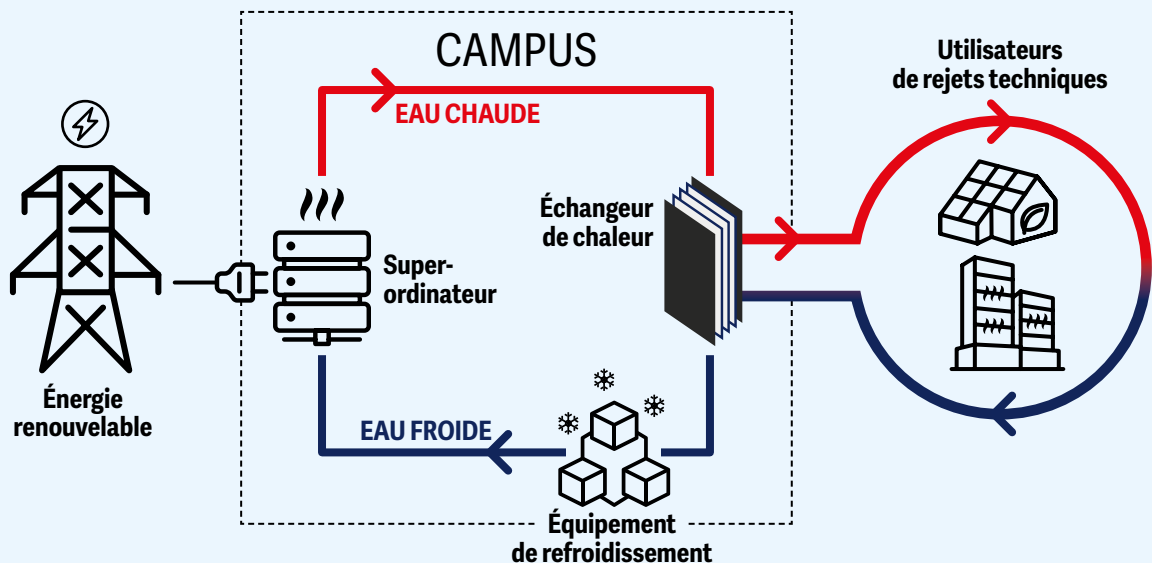 CAMPUS
Utilisateurs
de rejets techniques
EAU CHAUDE
Échangeur
de chaleur
Super-
ordinateur
Énergie
renouvelable
EAU FROIDE
Équipement
de refroidissement